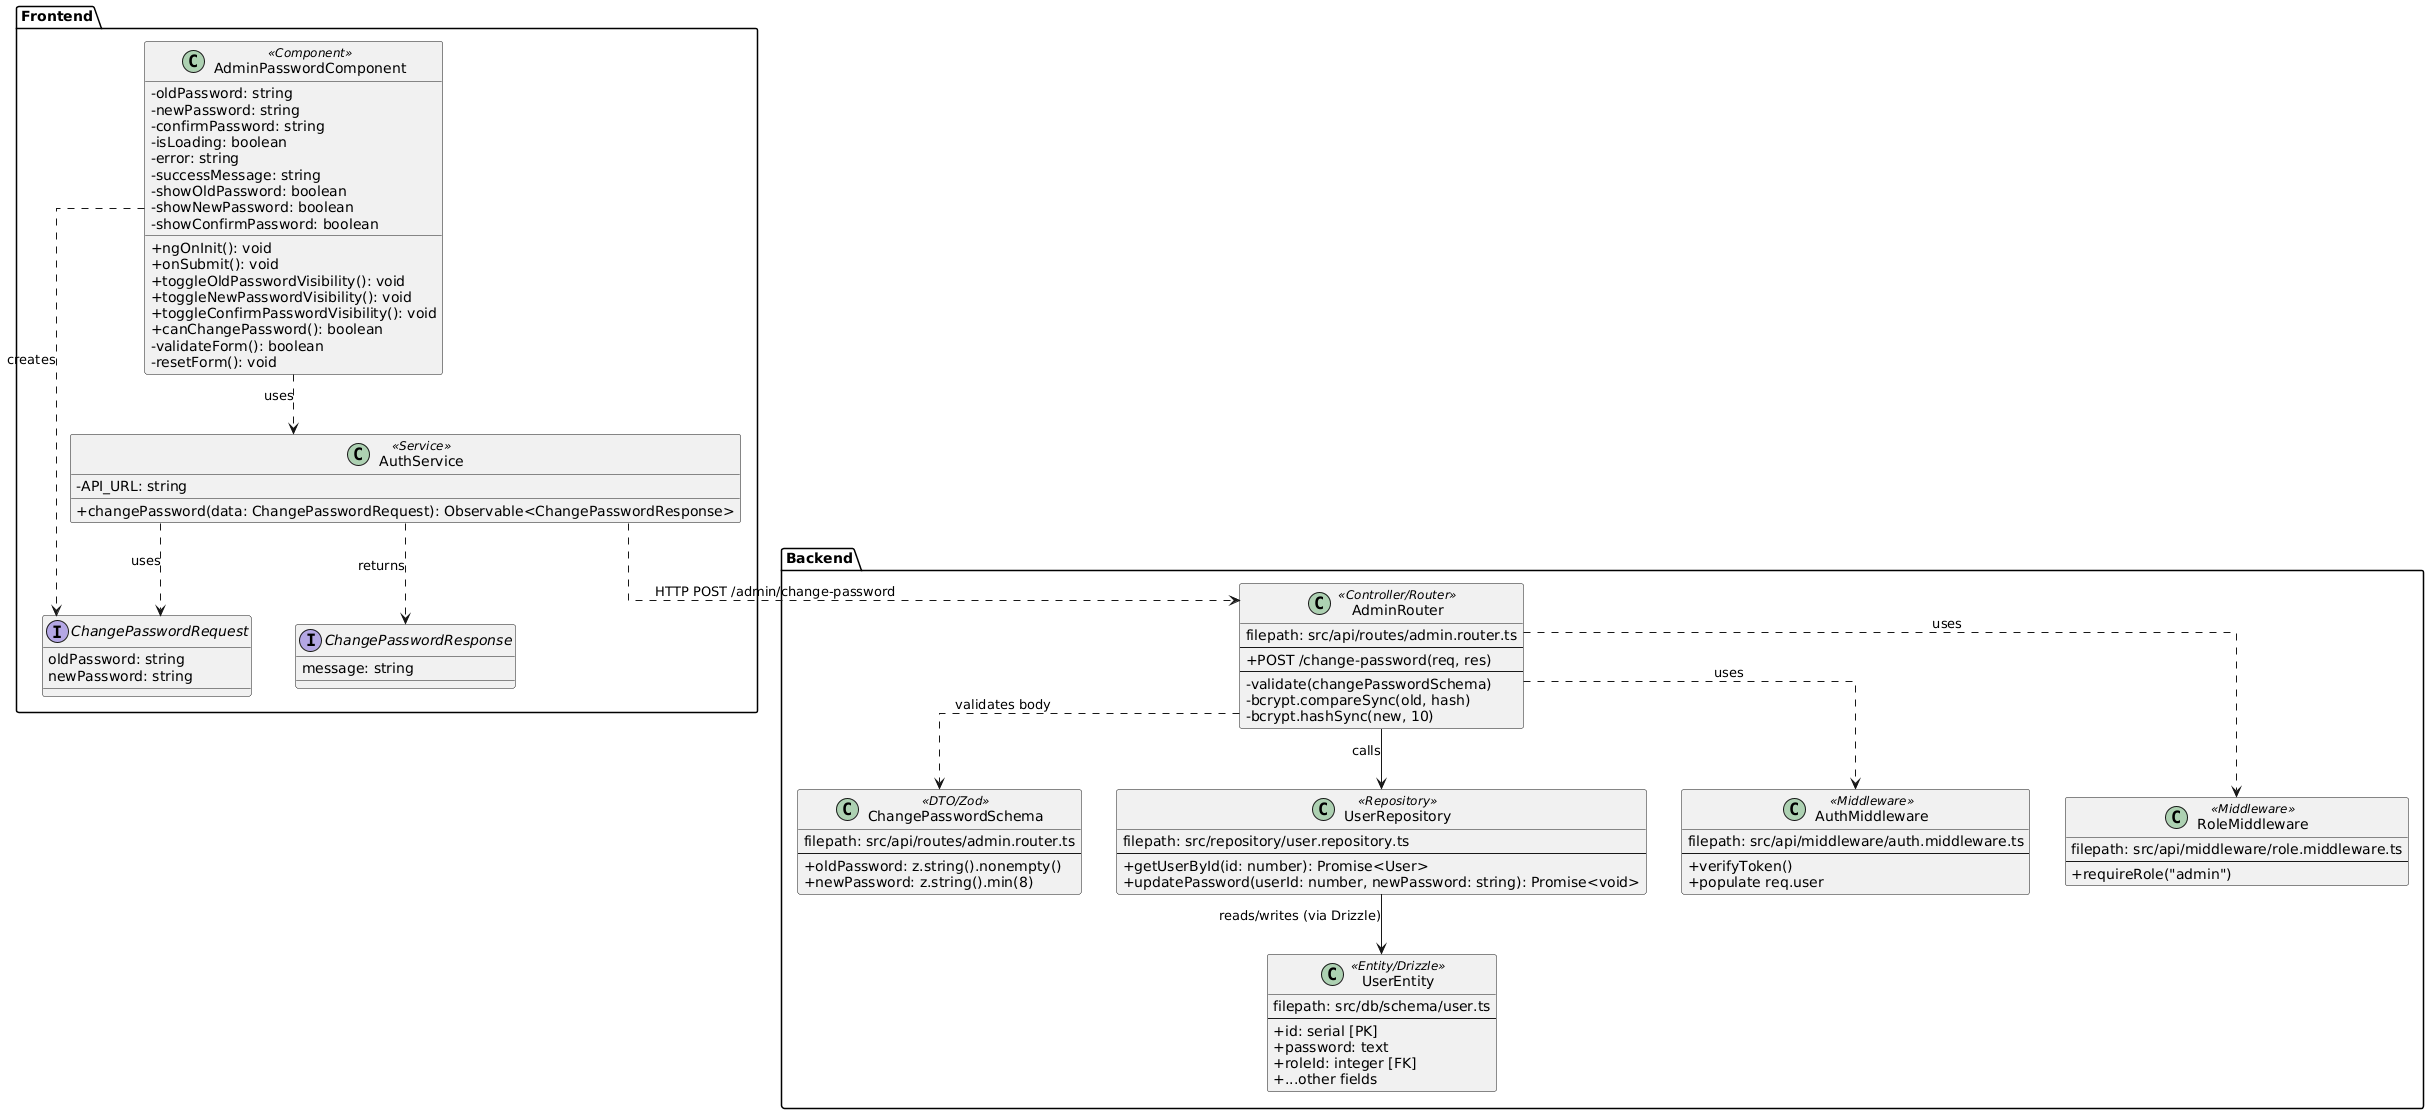 Frontend
«Component»
AdminPasswordComponent
-oldPassword: string
-newPassword: string
-confirmPassword: string
-isLoading: boolean
-error: string
-successMessage: string
-showOldPassword: boolean
-showNewPassword: boolean
-showConfirmPassword: boolean
+ngOnInit(): void
+onSubmit(): void
+toggleOldPasswordVisibility(): void
+toggleNewPasswordVisibility(): void
+toggleConfirmPasswordVisibility(): void
+canChangePassword(): boolean
-validateForm(): boolean
-resetForm(): void
creates
uses
«Service»
AuthService
-API_URL: string
+changePassword(data: ChangePasswordRequest): Observable<ChangePasswordResponse>
uses
returns
HTTP POST /admin/change-password
ChangePasswordRequest
oldPassword: string
newPassword: string
ChangePasswordResponse
message: string
Backend
«Controller/Router»
AdminRouter
filepath: src/api/routes/admin.router.ts
+POST /change-password(req, res)
-validate(changePasswordSchema)
-bcrypt.compareSync(old, hash)
-bcrypt.hashSync(new, 10)
uses
uses
validates body
calls
«DTO/Zod»
ChangePasswordSchema
filepath: src/api/routes/admin.router.ts
+oldPassword: z.string().nonempty()
+newPassword: z.string().min(8)
«Repository»
UserRepository
filepath: src/repository/user.repository.ts
+getUserById(id: number): Promise<User>
+updatePassword(userId: number, newPassword: string): Promise<void>
«Middleware»
AuthMiddleware
filepath: src/api/middleware/auth.middleware.ts
+verifyToken()
+populate req.user
«Middleware»
RoleMiddleware
filepath: src/api/middleware/role.middleware.ts
+requireRole("admin")
reads/writes (via Drizzle)
«Entity/Drizzle»
UserEntity
filepath: src/db/schema/user.ts
+id: serial [PK]
+password: text
+roleId: integer [FK]
+...other fields